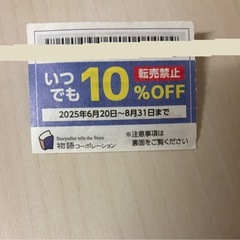 いつでも
転売禁止
10%OFF
2025年6月20日〜8月31日まで
Storyteller tells the Story
物語コーポレーション
※注意事項は
裏面をご覧ください